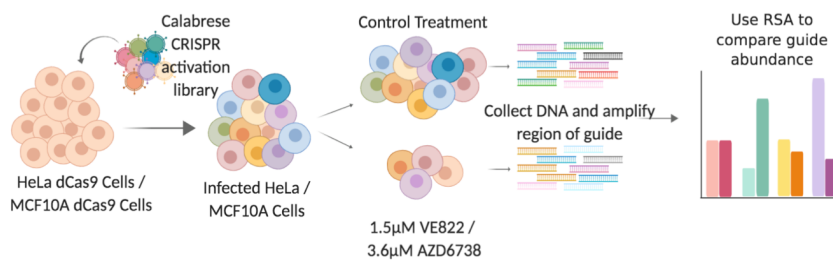 Calabrese
CRISPR
activation
library
HeLa dCas9 Cells /
MCF10A dCas9 Cells
Infected HeLa /
MCF10A Cells
Control Treatment
1.5µM VE822 /
3.6µM AZD6738
Collect DNA and amplify
region of guide
Use RSA to
compare guide
abundance